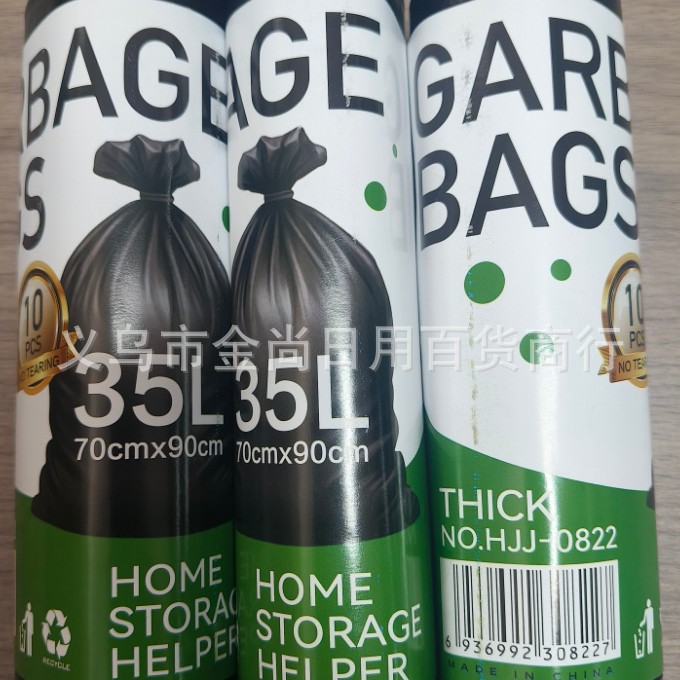 RBAGE
GS
10
PCS
NO TEARING
35L
70cmx90cm
HOME
STORAG
HELPER
RECYCLE
AGE
35L
70cmx90cm
HOME
STORAGE
HELPER
GARB
BAGS
10
PCS
NO TEARING
THICK
NO.HJJ-0822
6 936992 308227
MADE IN CHINA
义乌市金尚日月百货商行